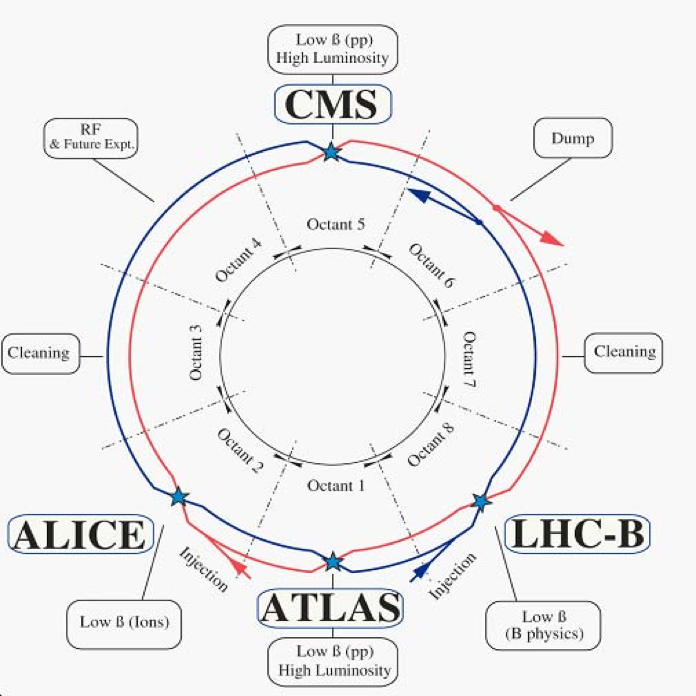 Low ß (pp)
High Luminosity
CMS
RF
& Future Expt.
Dump
Octant 5
Octant 4
Octant 6
Cleaning
Octant 3
Octant 7
Cleaning
Octant 2
Octant 8
Octant 1
ALICE
LHC-B
Injection
Injection
ATLAS
Low ß (Ions)
Low ß
(B physics)
Low ß (pp)
High Luminosity